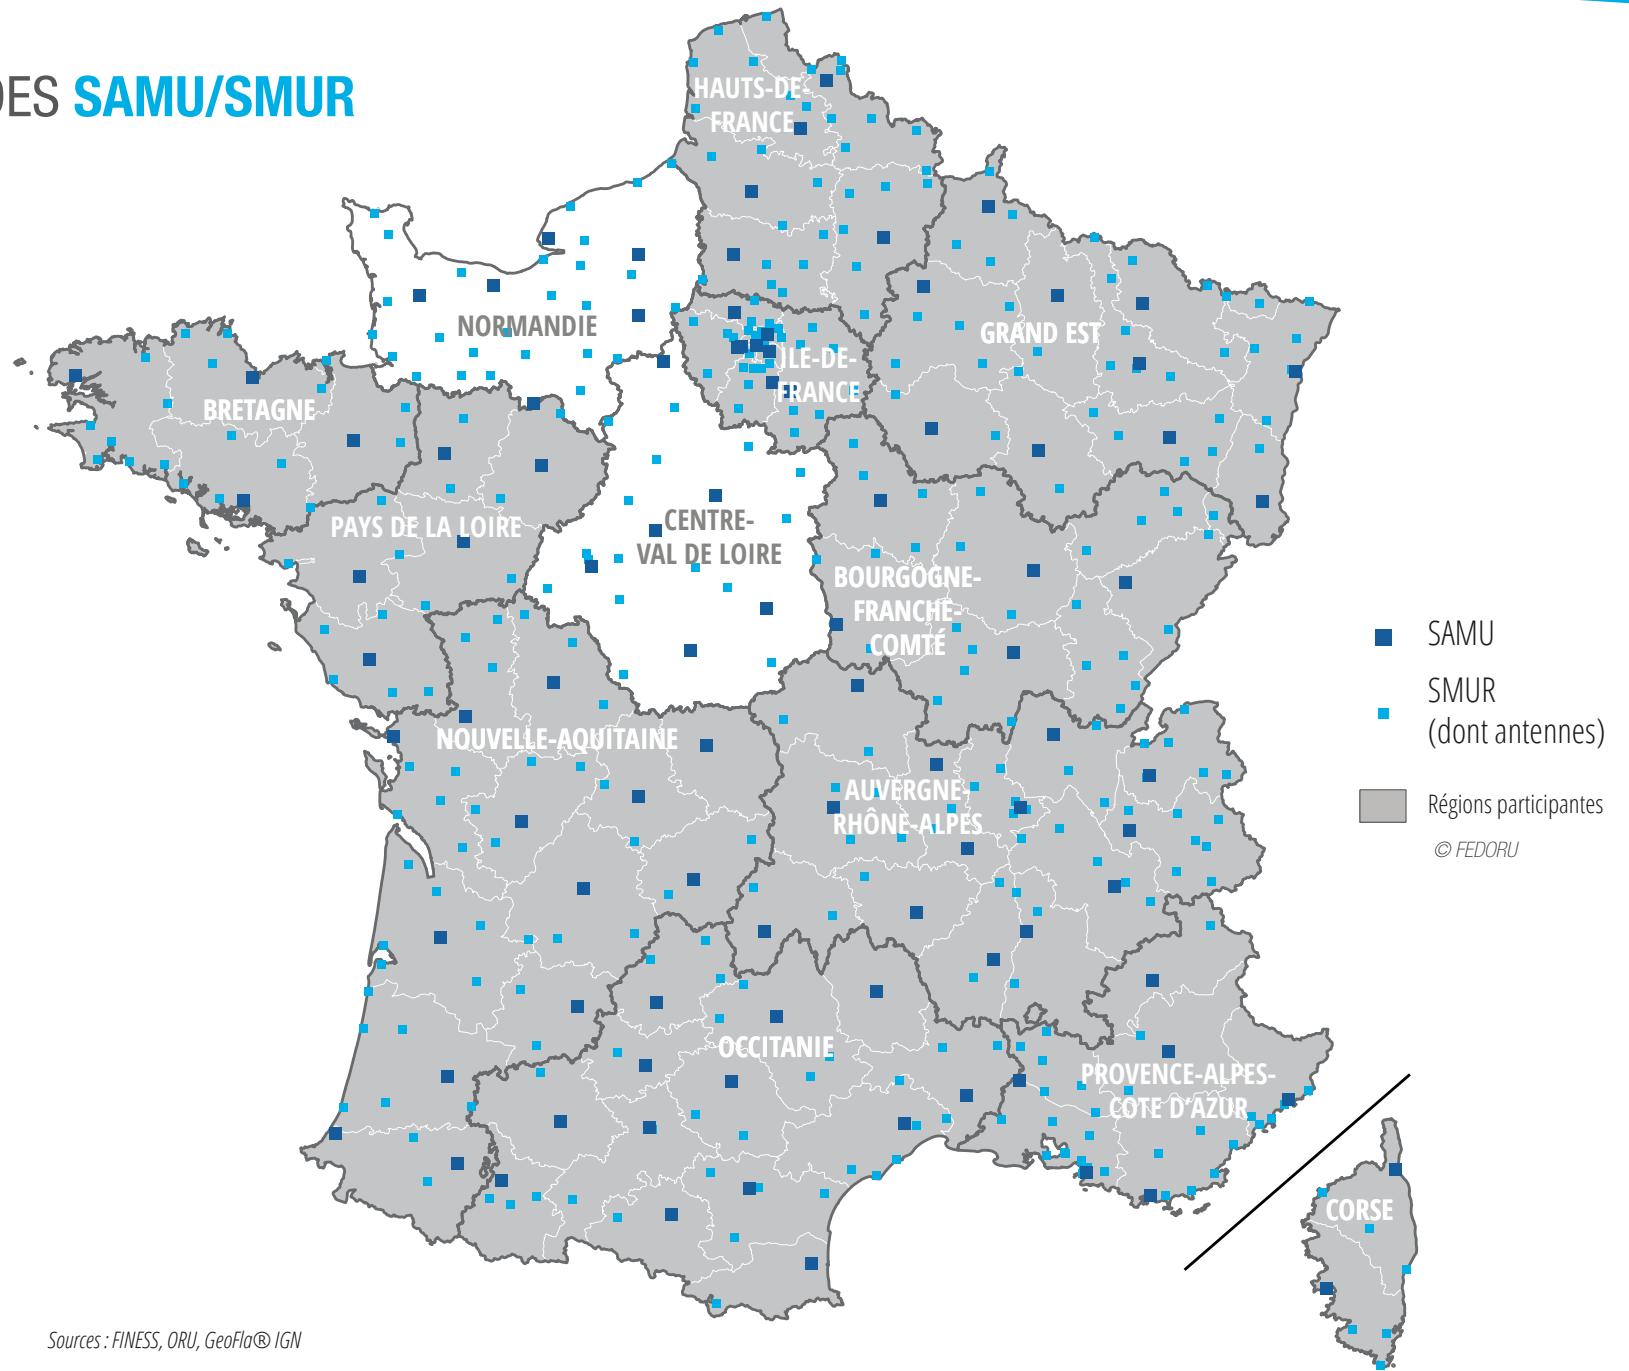 DES SAMU/SMUR
HAUTS-DE-
FRANCE
NORMANDIE
GRAND EST
ILE-DE-
FRANCE
BRETAGNE
PAYS DE LA LOIRE
CENTRE-
VAL DE LOIRE
BOURGOGNE-
FRANCHE-
COMTÉ
SAMU
SMUR
(dont antennes)
NOUVELLE-AQUITAINE
AUVERGNE-
RHÔNE-ALPES
Régions participantes
© FEDORU
OCCITANIE
PROVENCE-ALPES-
COTE D'AZUR
CORSE
Sources : FINESS, ORU, GeoFla® IGN